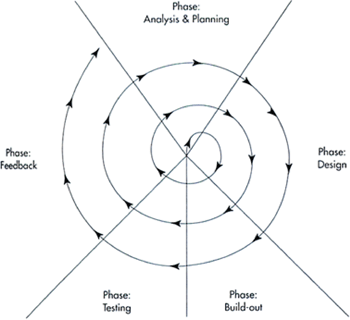 Phase:
Analysis & Planning
Phase:
Feedback
Phase:
Design
Phase:
Testing
Phase:
Build-out